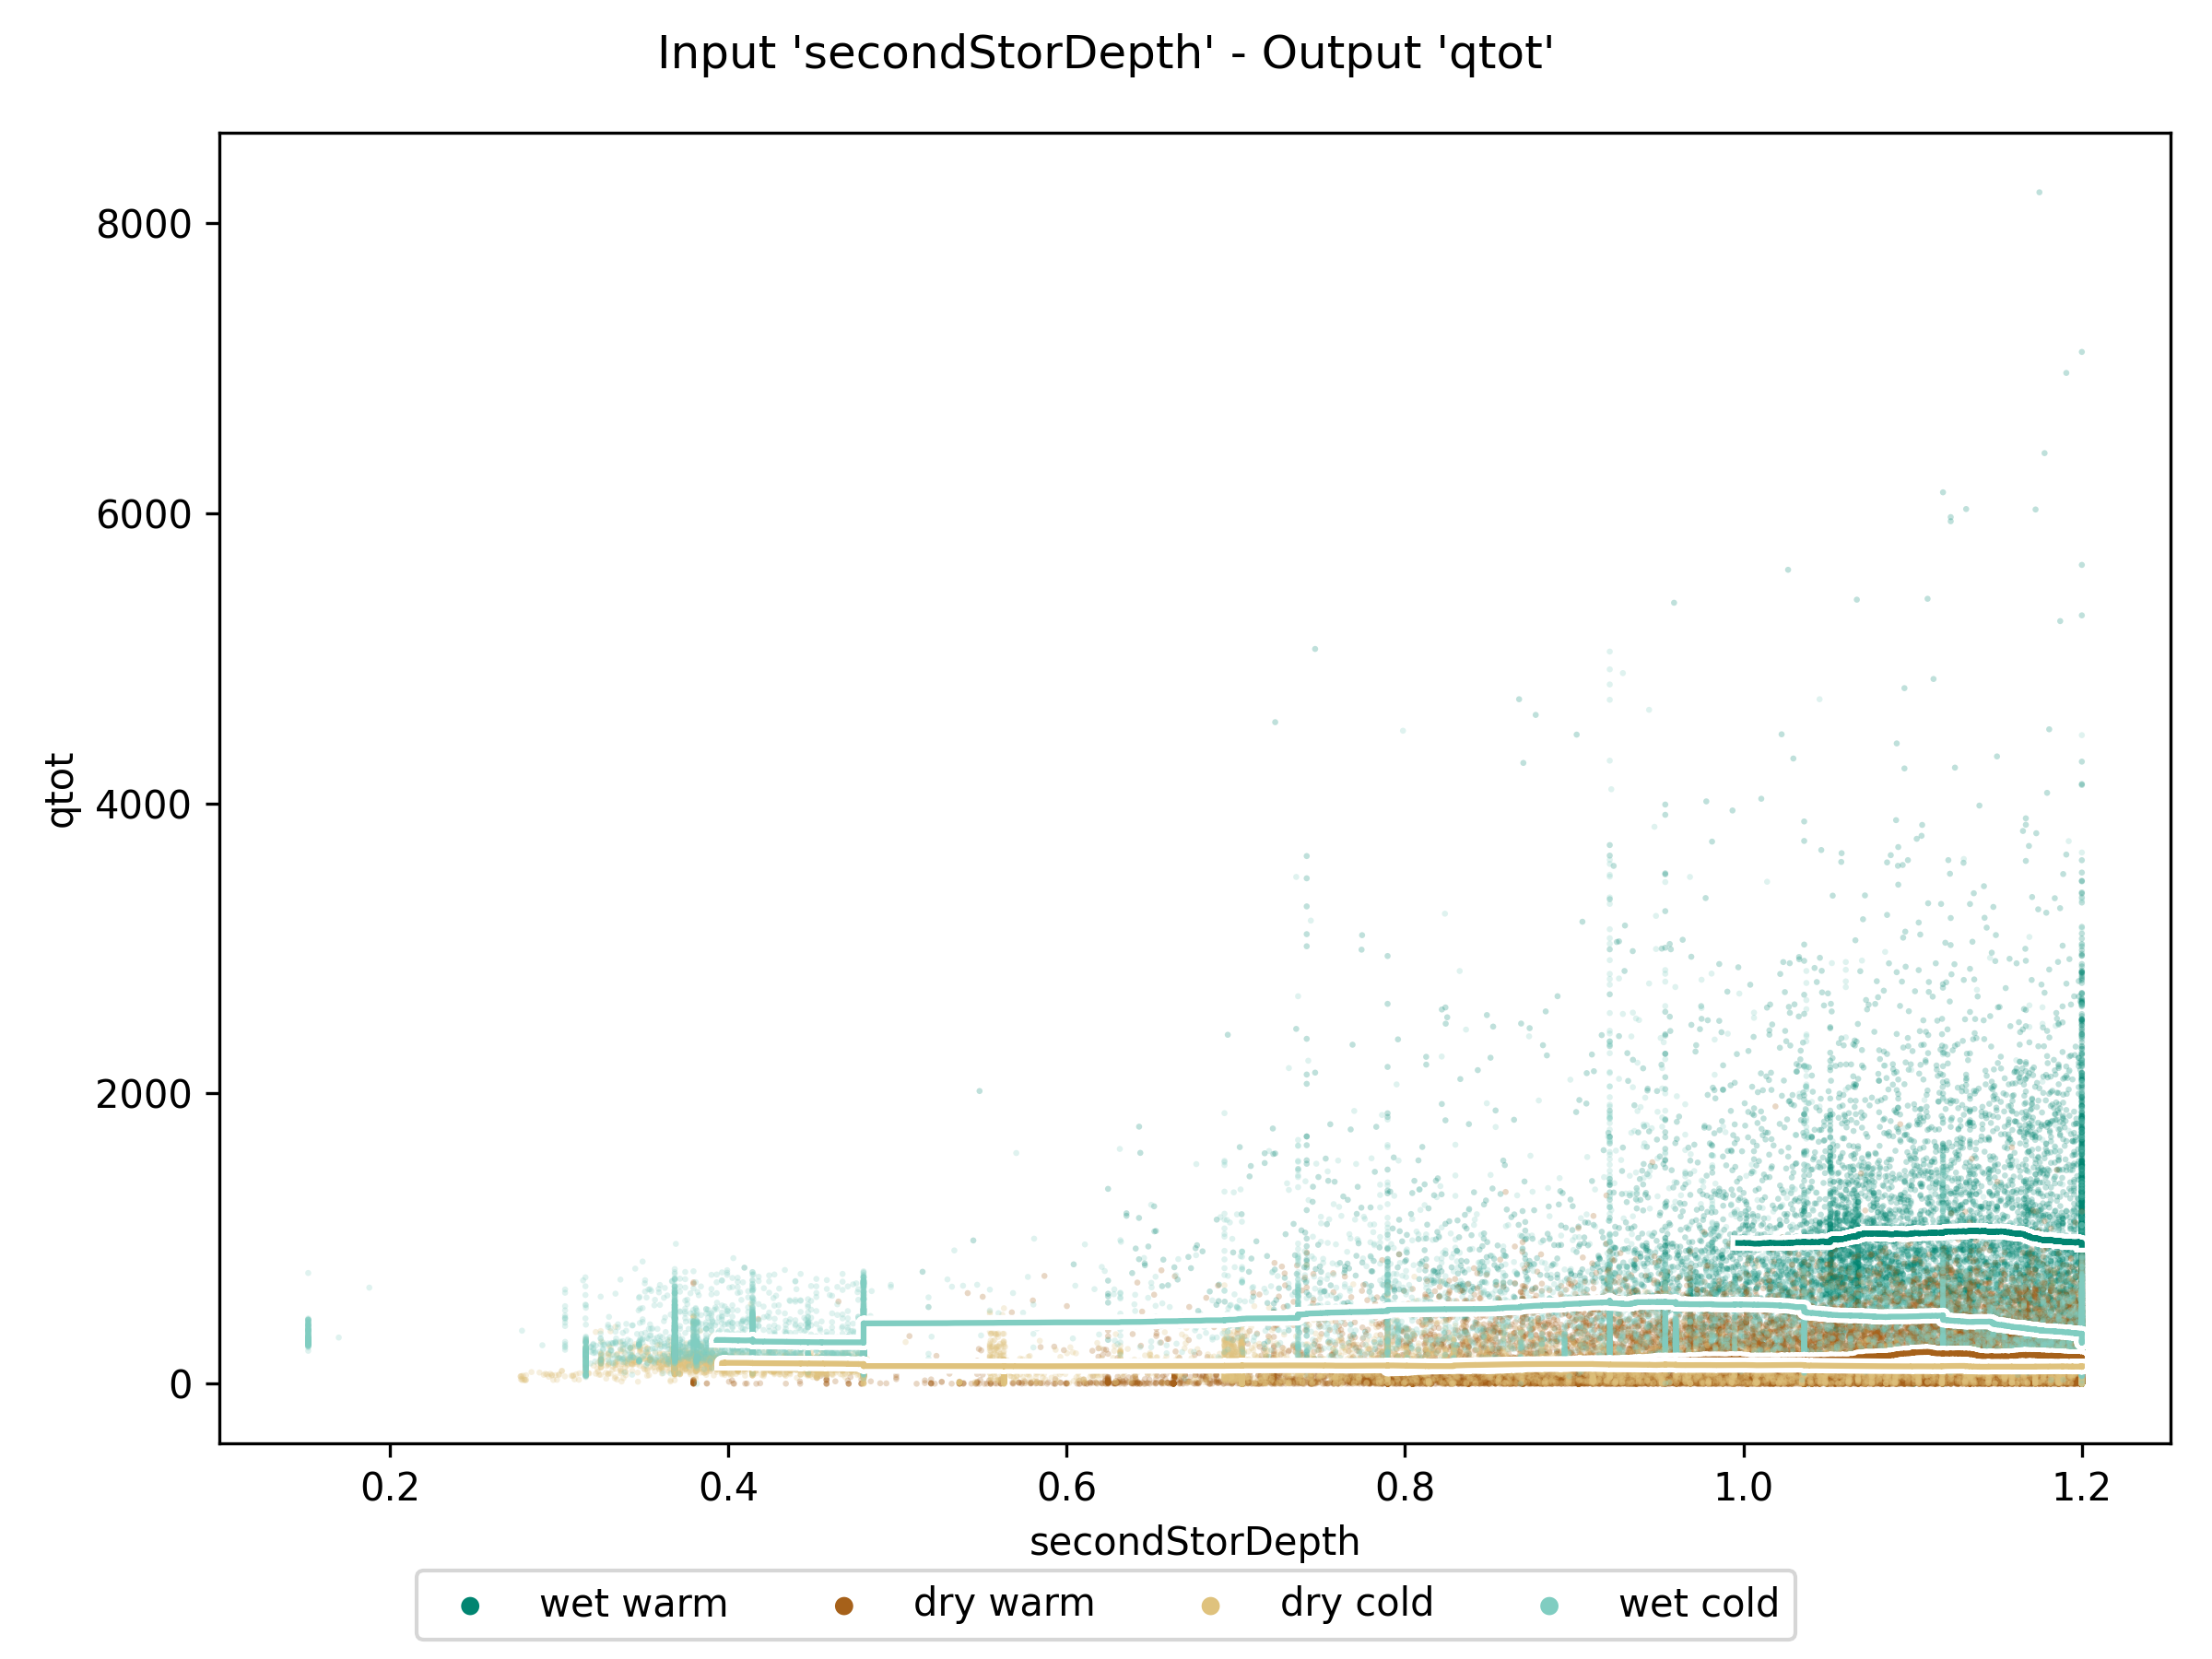 Input 'secondStorDepth' - Output 'qtot'
8000
6000
4000
2000
0
qtot
0.2 0.4 0.6 0.8 1.0 1.2
secondStorDepth
wet warm dry warm dry cold wet cold